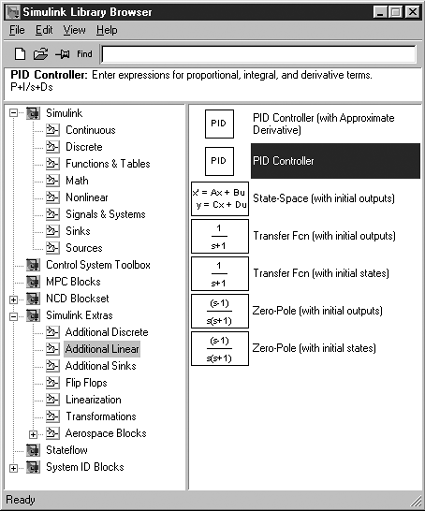 Simulink Library Browser
File Edit View Help
Find
PID Controller: Enter expressions for proportional, integral, and derivative terms.
P+I/s+Ds
Simulink
Continuous
Discrete
Functions & Tables
Math
Nonlinear
Signals & Systems
Sinks
Sources
Control System Toolbox
MPC Blocks
NCD Blockset
Simulink Extras
Additional Discrete
Additional Linear
Additional Sinks
Flip Flops
Linearization
Transformations
Aerospace Blocks
Stateflow
System ID Blocks
PID
PID Controller (with Approximate
Derivative)
PID
PID Controller
x' = Ax + Bu
y = Cx + Du
State-Space (with initial outputs)
1
s+1
Transfer Fcn (with initial outputs)
1
s+1
Transfer Fcn (with initial states)
(s-1)
s(s+1)
Zero-Pole (with initial outputs)
(s-1)
s(s+1)
Zero-Pole (with initial states)
Ready